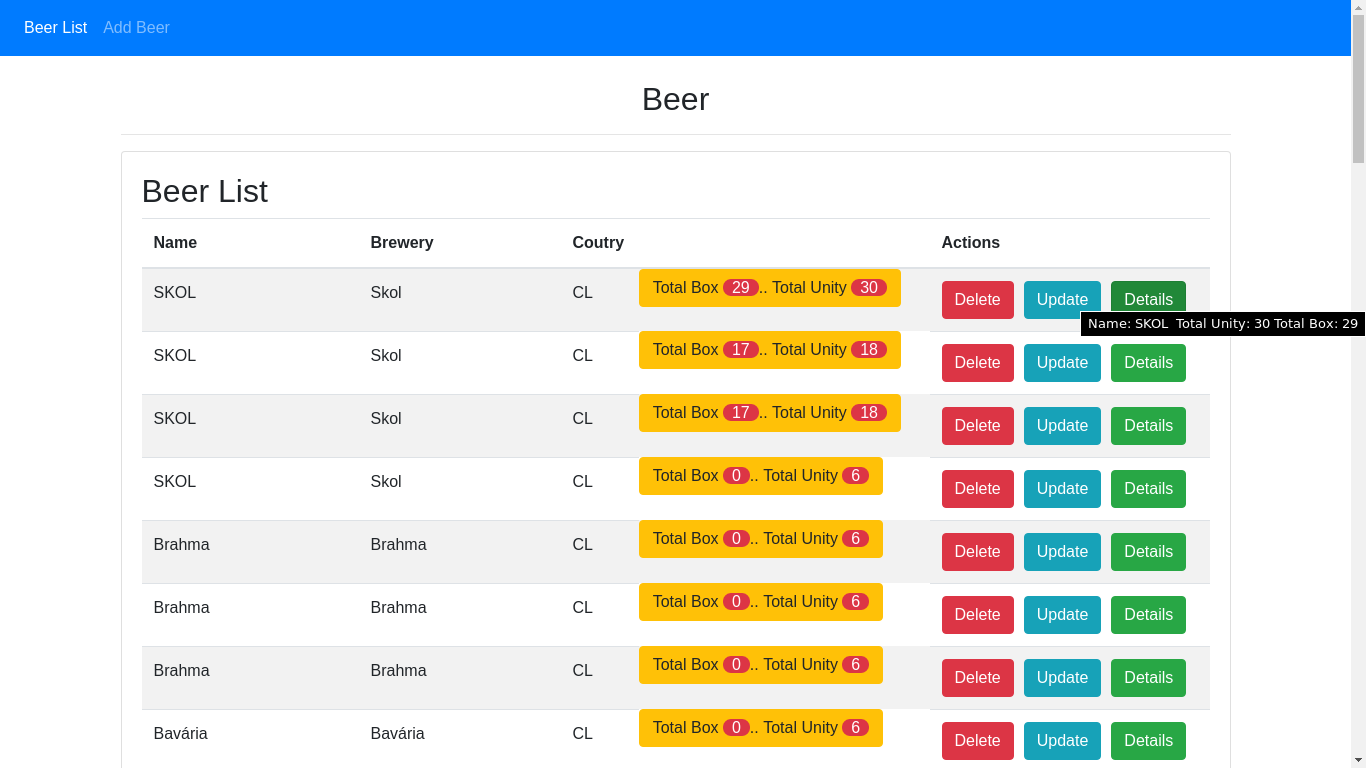 Beer List Add Beer
Beer
Beer List
Name Brewery Coutry Actions
SKOL Skol CL Total Box 29 .. Total Unity 30 Delete Update Details
Name: SKOL  Total Unity: 30 Total Box: 29
SKOL Skol CL Total Box 17 .. Total Unity 18 Delete Update Details
SKOL Skol CL Total Box 17 .. Total Unity 18 Delete Update Details
SKOL Skol CL Total Box 0 .. Total Unity 6 Delete Update Details
Brahma Brahma CL Total Box 0 .. Total Unity 6 Delete Update Details
Brahma Brahma CL Total Box 0 .. Total Unity 6 Delete Update Details
Brahma Brahma CL Total Box 0 .. Total Unity 6 Delete Update Details
Bavária Bavária CL Total Box 0 .. Total Unity 6 Delete Update Details